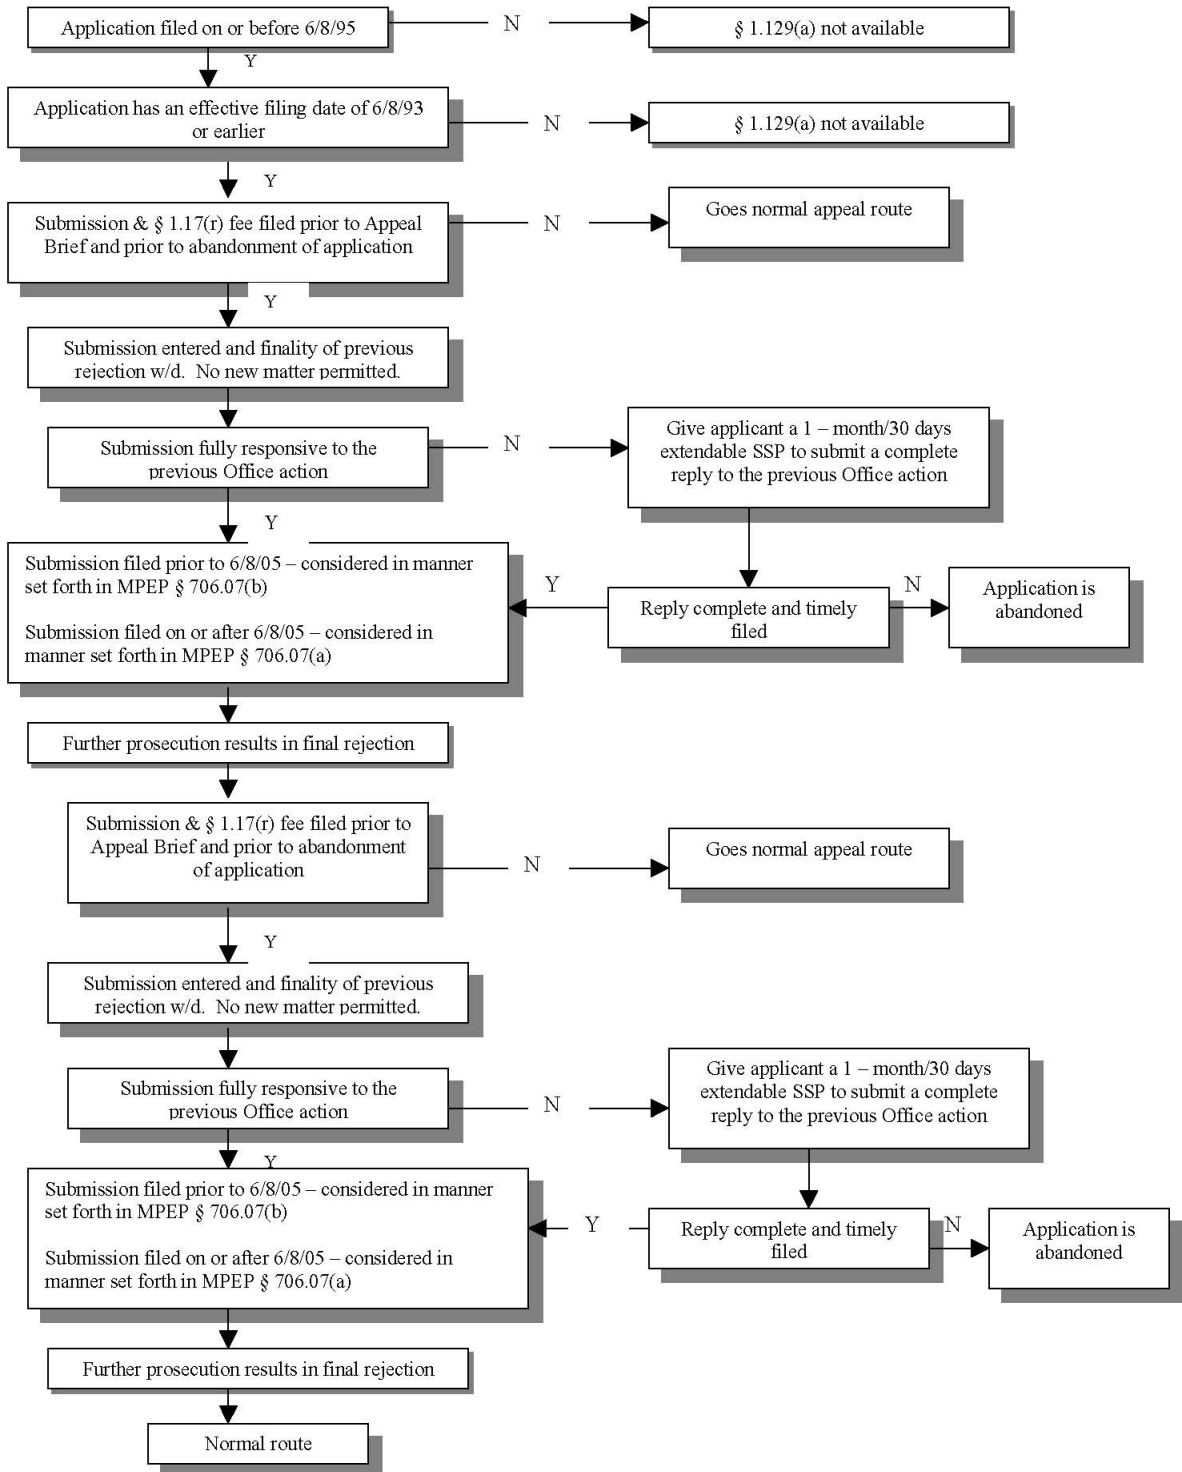 Application filed on or before 6/8/95
N
§ 1.129(a) not available
Y
Application has an effective filing date of 6/8/93
or earlier
N
§ 1.129(a) not available
Y
Submission & § 1.17(r) fee filed prior to Appeal
Brief and prior to abandonment of application
N
Goes normal appeal route
Y
Submission entered and finality of previous
rejection w/d. No new matter permitted.
Submission fully responsive to the
previous Office action
N
Give applicant a 1 – month/30 days
extendable SSP to submit a complete
reply to the previous Office action
Y
Submission filed prior to 6/8/05 – considered in manner
set forth in MPEP § 706.07(b)
Submission filed on or after 6/8/05 – considered in
manner set forth in MPEP § 706.07(a)
Y
Reply complete and timely
filed
N
Application is
abandoned
Further prosecution results in final rejection
Submission & § 1.17(r) fee filed prior to
Appeal Brief and prior to abandonment
of application
N
Goes normal appeal route
Y
Submission entered and finality of previous
rejection w/d. No new matter permitted.
Submission fully responsive to the
previous Office action
N
Give applicant a 1 – month/30 days
extendable SSP to submit a complete
reply to the previous Office action
Y
Submission filed prior to 6/8/05 – considered in manner
set forth in MPEP § 706.07(b)
Submission filed on or after 6/8/05 – considered in
manner set forth in MPEP § 706.07(a)
Y
Reply complete and timely
filed
N
Application is
abandoned
Further prosecution results in final rejection
Normal route